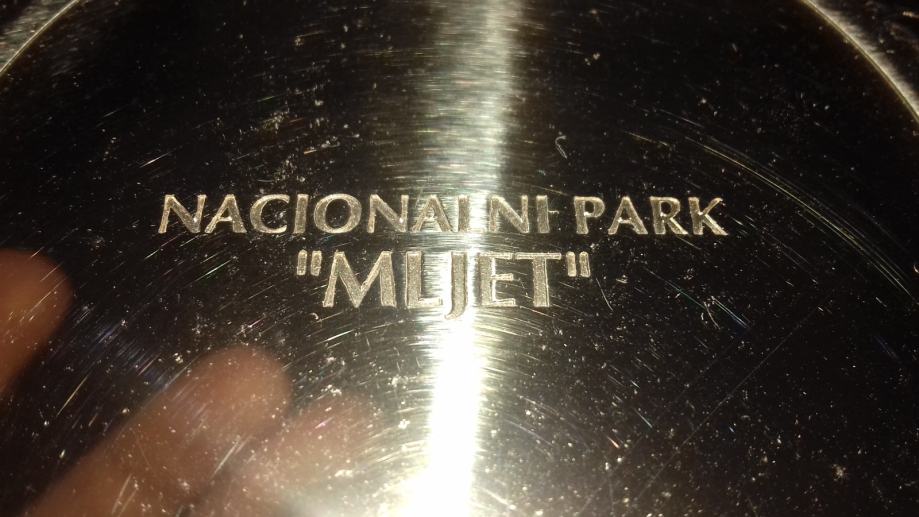 NACIONALNI PARK
"MLJET"